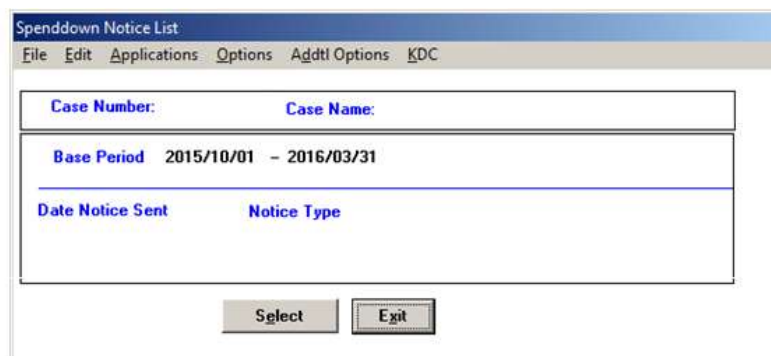 Spenddown Notice List
File Edit Applications Options Addtl Options KDC
Case Number: Case Name:
Base Period 2015/10/01 - 2016/03/31
Date Notice Sent Notice Type
Select Exit